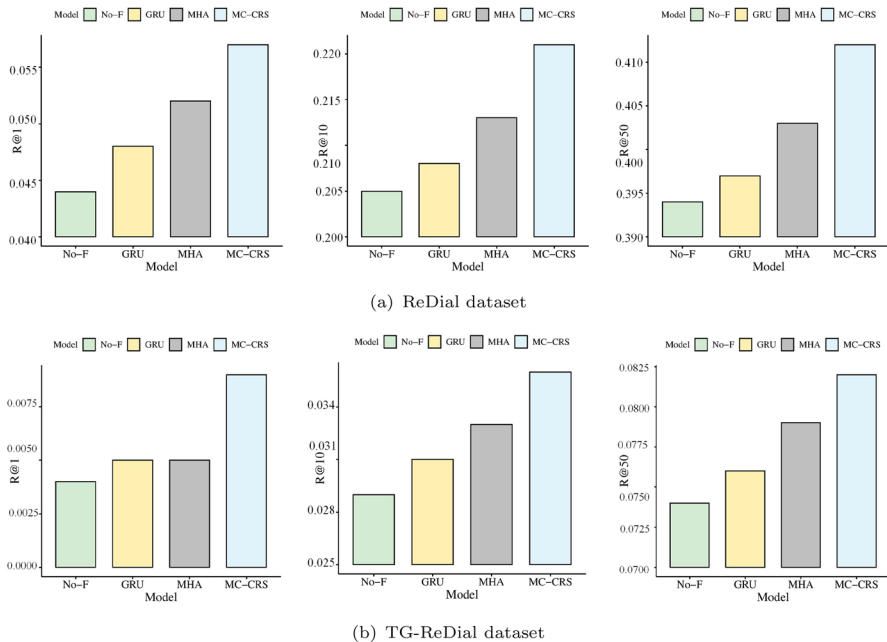 Model No−F GRU MHA MC−CRS
Model No−F GRU MHA MC−CRS
Model No−F GRU MHA MC−CRS
R@1
0.055
0.050
0.045
0.040
No−F GRU MHA MC−CRS
Model
R@10
0.220
0.215
0.210
0.205
0.200
No−F GRU MHA MC−CRS
Model
R@50
0.410
0.405
0.400
0.395
0.390
No−F GRU MHA MC−CRS
Model
(a) ReDial dataset
Model No−F GRU MHA MC−CRS
Model No−F GRU MHA MC−CRS
Model No−F GRU MHA MC−CRS
R@1
0.0075
0.0050
0.0025
0.0000
No−F GRU MHA MC−CRS
Model
R@10
0.034
0.031
0.028
0.025
No−F GRU MHA MC−CRS
Model
R@50
0.0825
0.0800
0.0775
0.0750
0.0725
0.0700
No−F GRU MHA MC−CRS
Model
(b) TG-ReDial dataset